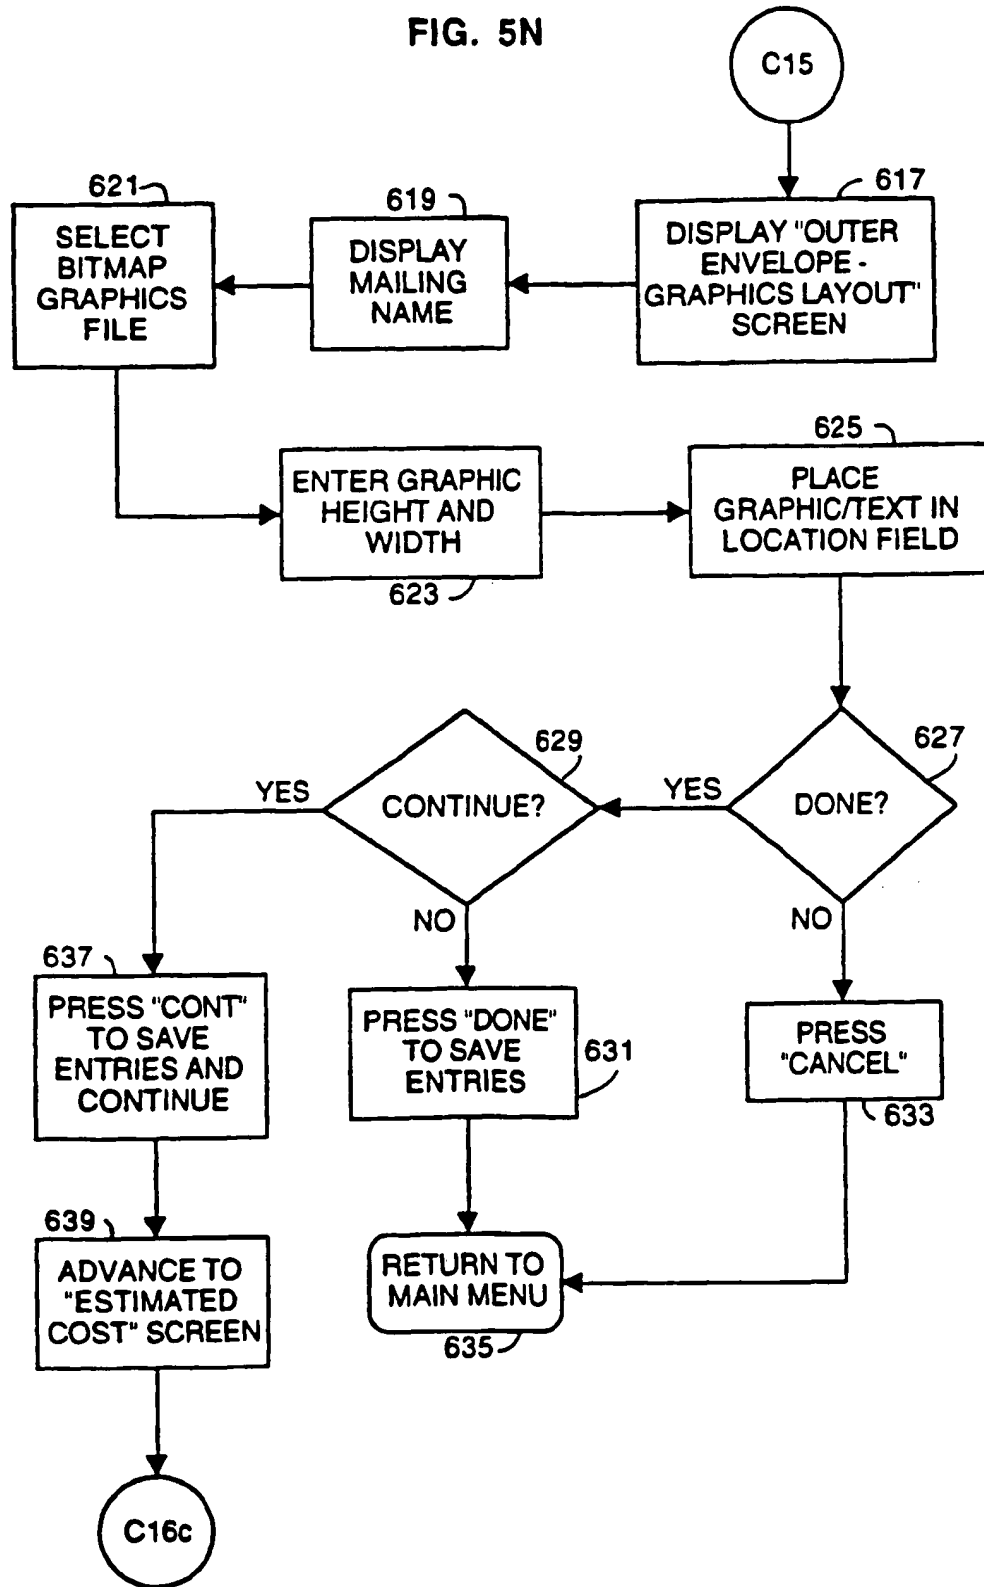 FIG. 5N
C15
617
DISPLAY "OUTER
ENVELOPE -
GRAPHICS LAYOUT"
SCREEN
619
DISPLAY
MAILING
NAME
621
SELECT
BITMAP
GRAPHICS
FILE
ENTER GRAPHIC
HEIGHT AND
WIDTH
623
625
PLACE
GRAPHIC/TEXT IN
LOCATION FIELD
627
DONE?
YES
NO
629
CONTINUE?
YES
NO
637
PRESS "CONT"
TO SAVE
ENTRIES AND
CONTINUE
PRESS "DONE"
TO SAVE
ENTRIES
631
PRESS
"CANCEL"
633
639
ADVANCE TO
"ESTIMATED
COST" SCREEN
RETURN TO
MAIN MENU
635
C16c